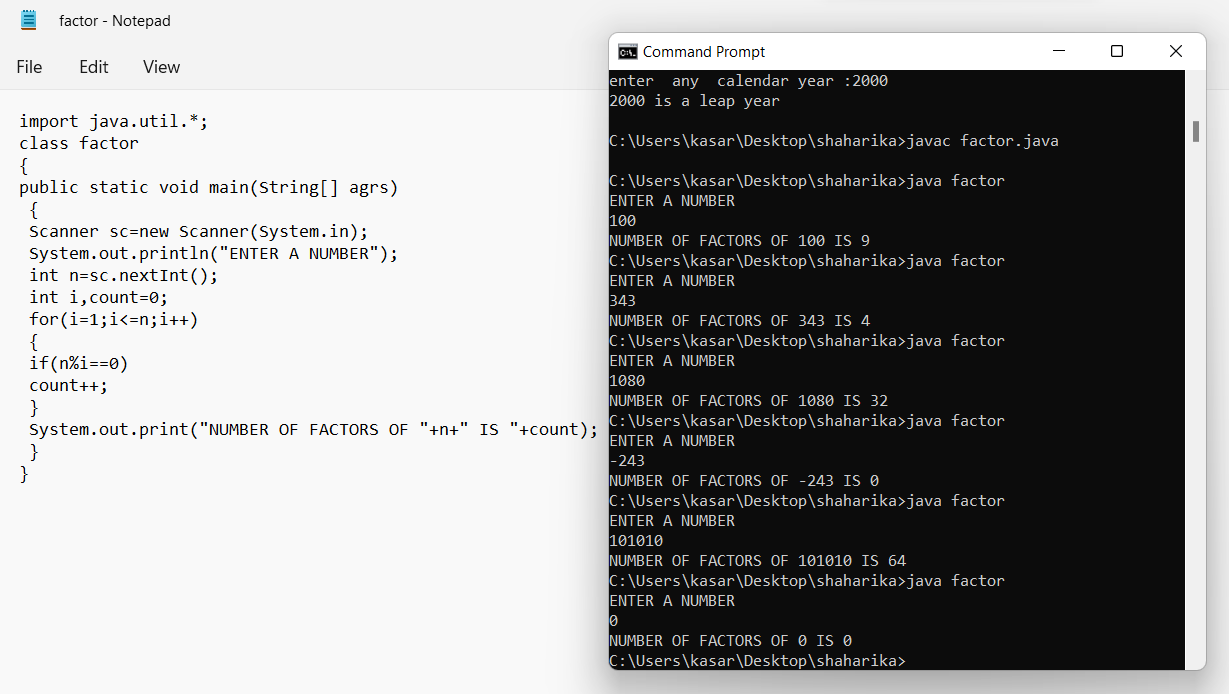 factor - Notepad
File Edit View
import java.util.*;
class factor
{
public static void main(String[] agrs)
{
Scanner sc=new Scanner(System.in);
System.out.println("ENTER A NUMBER");
int n=sc.nextInt();
int i,count=0;
for(i=1;i<=n;i++)
{
if(n%i==0)
count++;
}
System.out.print("NUMBER OF FACTORS OF "+n+" IS "+count);
}
}
Command Prompt
enter  any  calendar year :2000
2000 is a leap year
C:\Users\kasar\Desktop\shaharika>javac factor.java
C:\Users\kasar\Desktop\shaharika>java factor
ENTER A NUMBER
100
NUMBER OF FACTORS OF 100 IS 9
C:\Users\kasar\Desktop\shaharika>java factor
ENTER A NUMBER
343
NUMBER OF FACTORS OF 343 IS 4
C:\Users\kasar\Desktop\shaharika>java factor
ENTER A NUMBER
1080
NUMBER OF FACTORS OF 1080 IS 32
C:\Users\kasar\Desktop\shaharika>java factor
ENTER A NUMBER
-243
NUMBER OF FACTORS OF -243 IS 0
C:\Users\kasar\Desktop\shaharika>java factor
ENTER A NUMBER
101010
NUMBER OF FACTORS OF 101010 IS 64
C:\Users\kasar\Desktop\shaharika>java factor
ENTER A NUMBER
0
NUMBER OF FACTORS OF 0 IS 0
C:\Users\kasar\Desktop\shaharika>